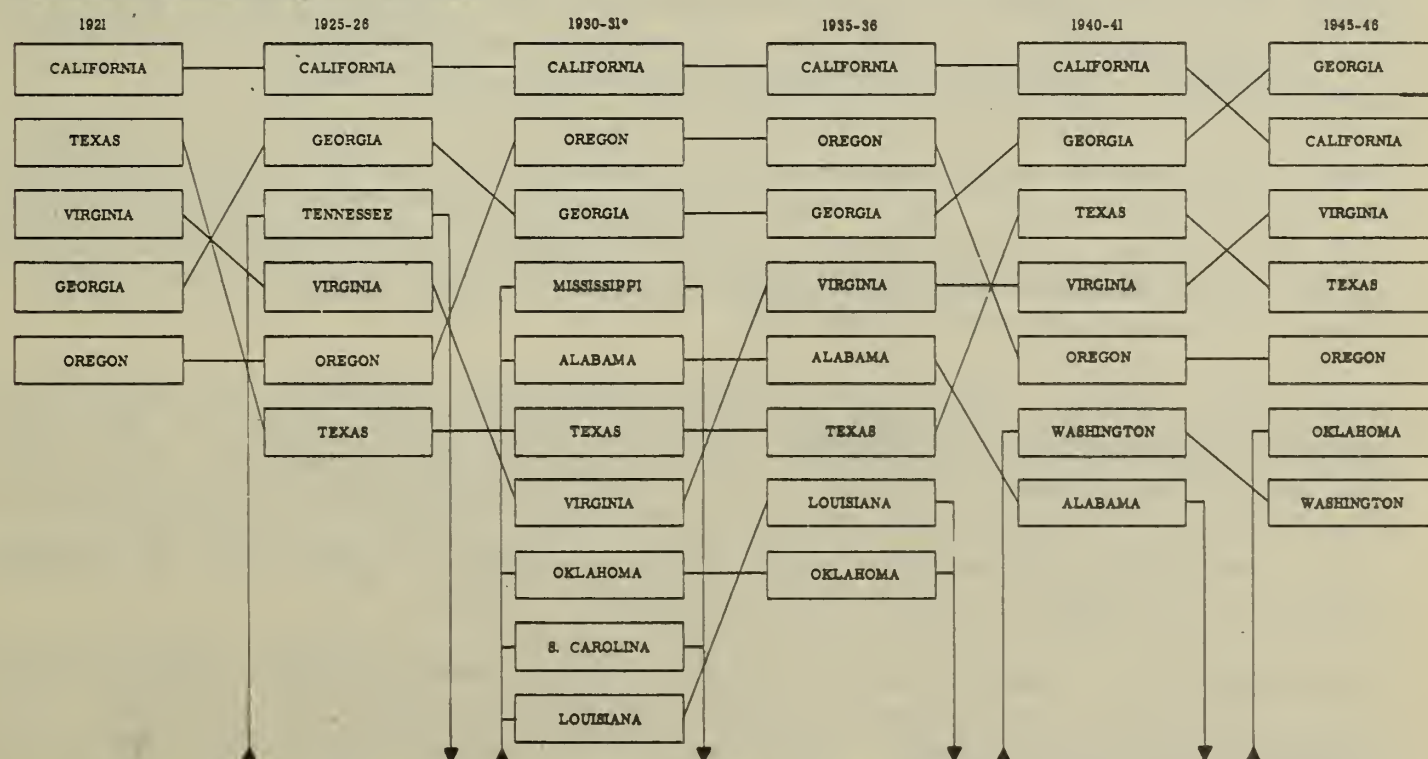 1921 1925-26 1930-31* 1935-36 1940-41 1945-46
CALIFORNIA CALIFORNIA CALIFORNIA CALIFORNIA CALIFORNIA GEORGIA
TEXAS GEORGIA OREGON OREGON GEORGIA CALIFORNIA
VIRGINIA TENNESSEE GEORGIA GEORGIA TEXAS VIRGINIA
GEORGIA VIRGINIA MISSISSIPPI VIRGINIA VIRGINIA TEXAS
OREGON OREGON ALABAMA ALABAMA OREGON OREGON
TEXAS TEXAS TEXAS WASHINGTON OKLAHOMA
VIRGINIA LOUISIANA ALABAMA WASHINGTON
OKLAHOMA OKLAHOMA
S. CAROLINA
LOUISIANA